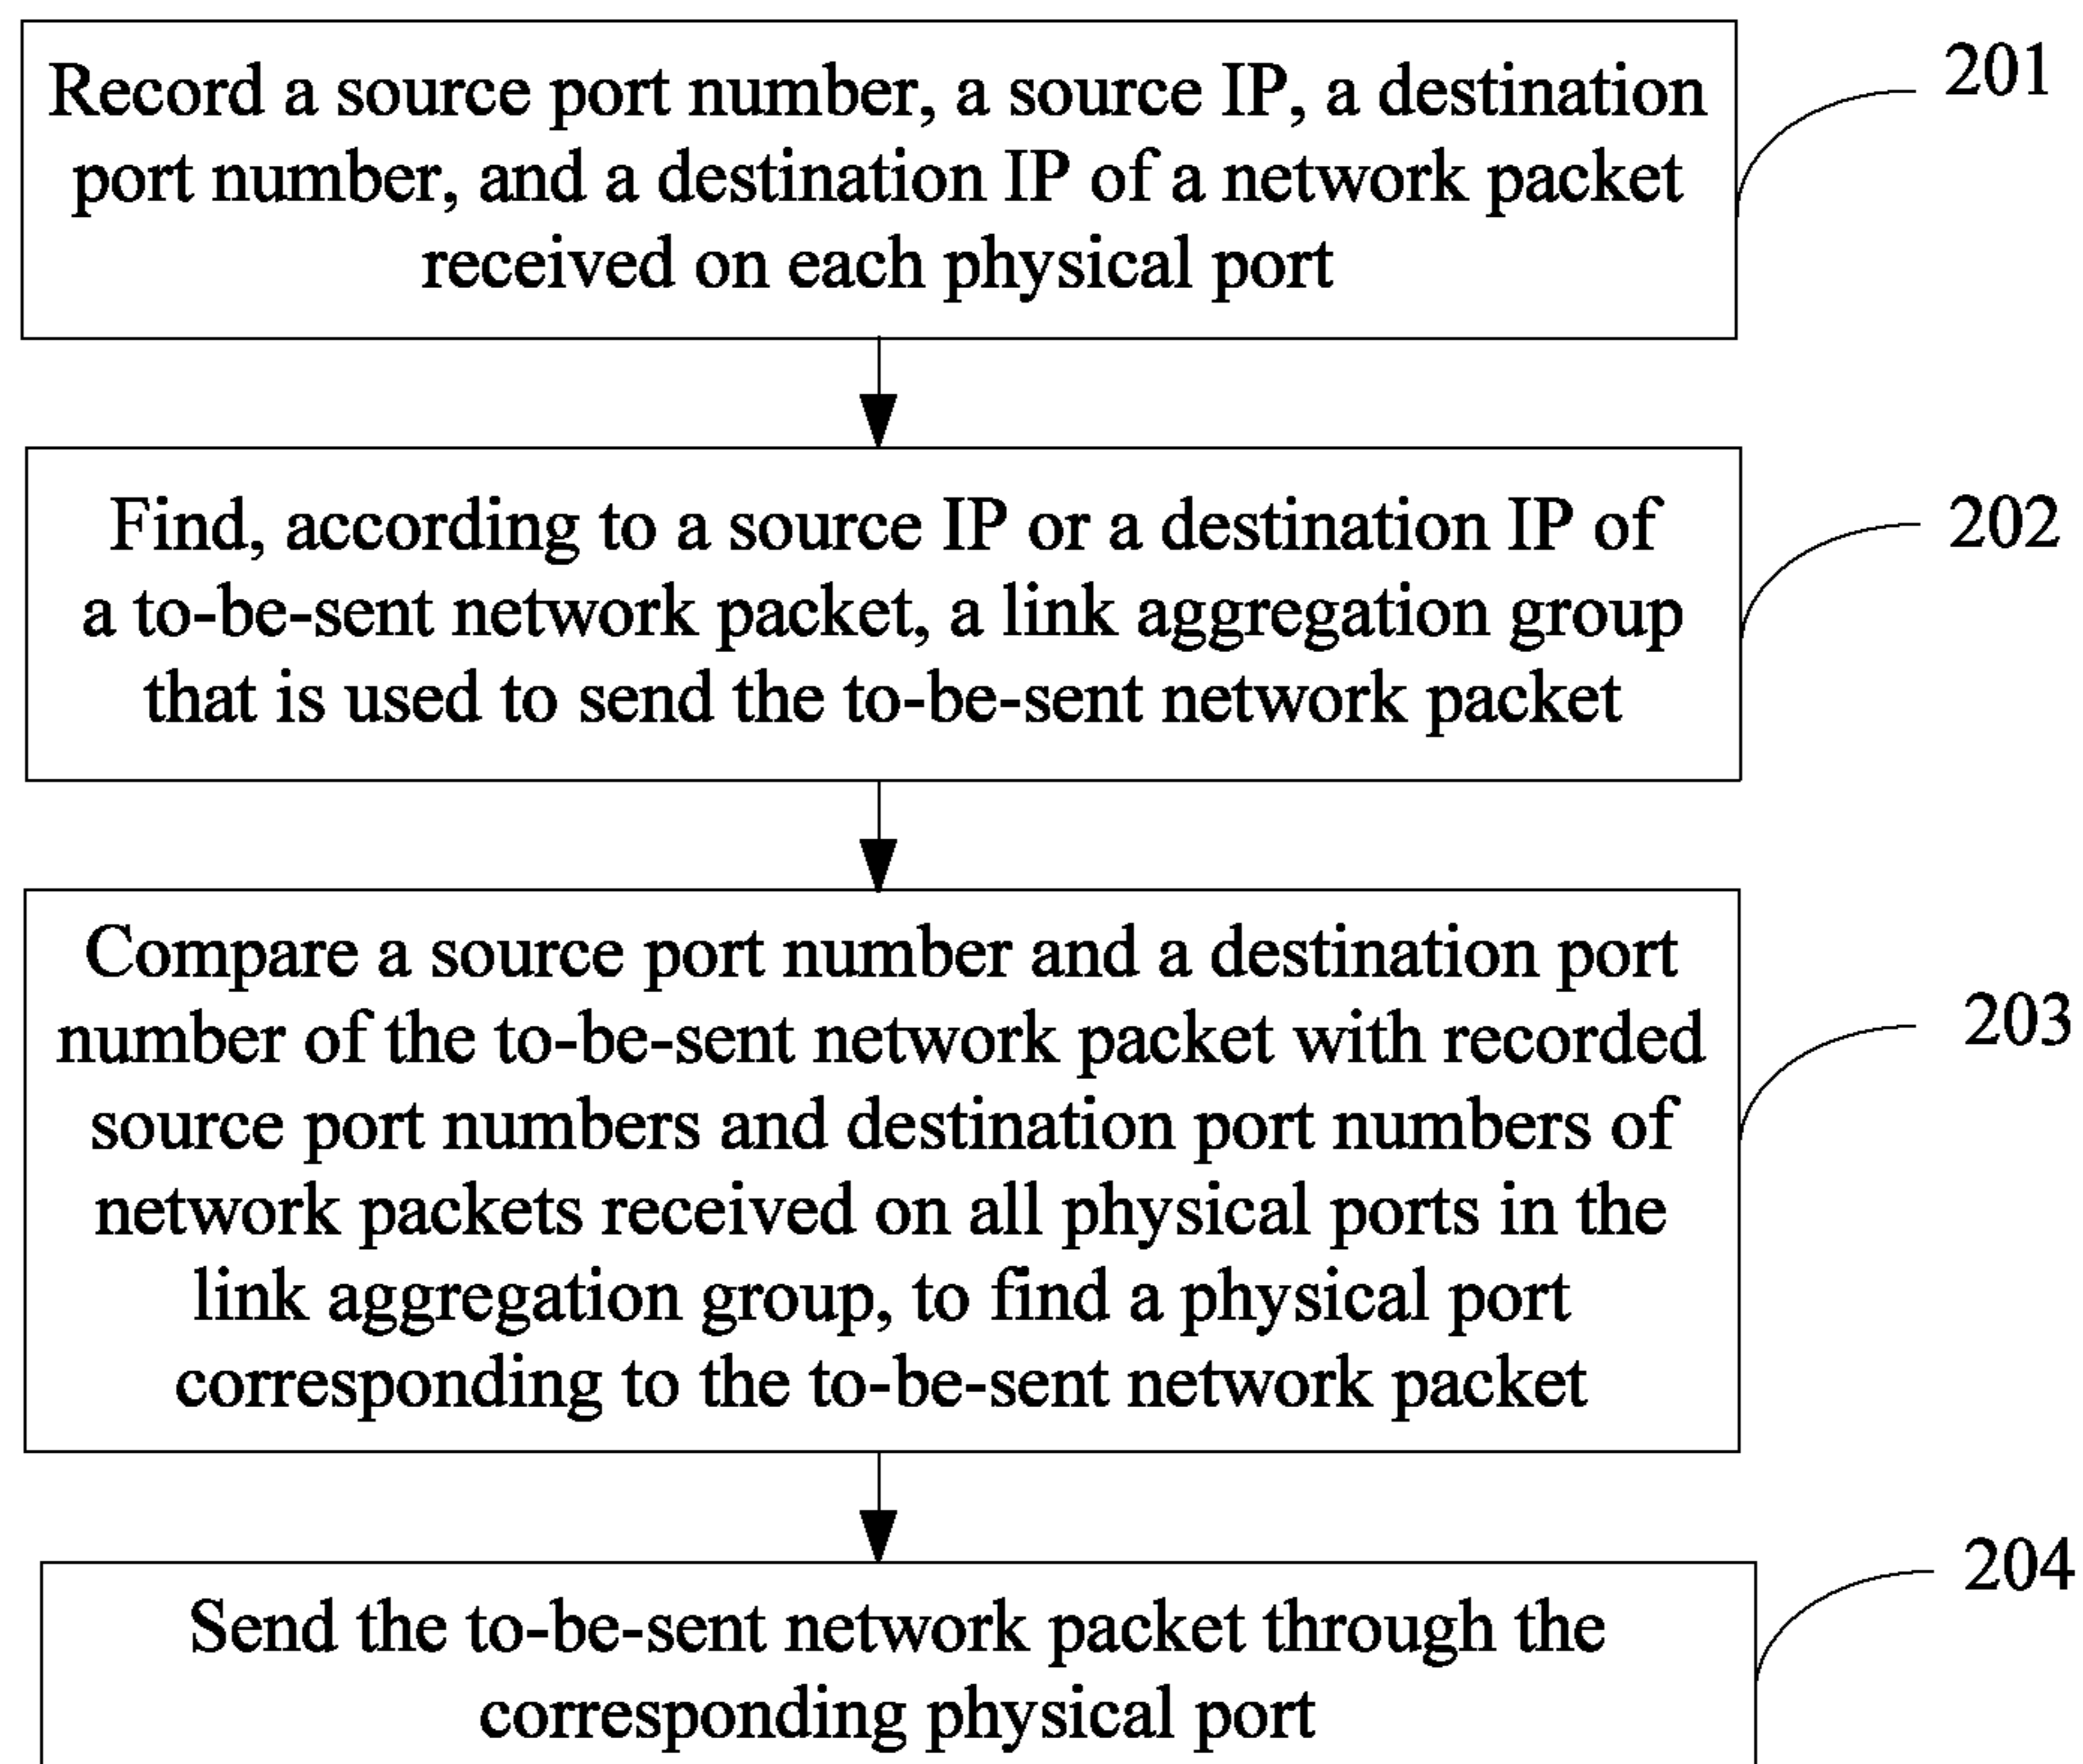 Record a source port number, a source IP, a destination
port number, and a destination IP of a network packet
received on each physical port
201
Find, according to a source IP or a destination IP of
a to-be-sent network packet, a link aggregation group
that is used to send the to-be-sent network packet
202
Compare a source port number and a destination port
number of the to-be-sent network packet with recorded
source port numbers and destination port numbers of
network packets received on all physical ports in the
link aggregation group, to find a physical port
corresponding to the to-be-sent network packet
203
Send the to-be-sent network packet through the
corresponding physical port
204